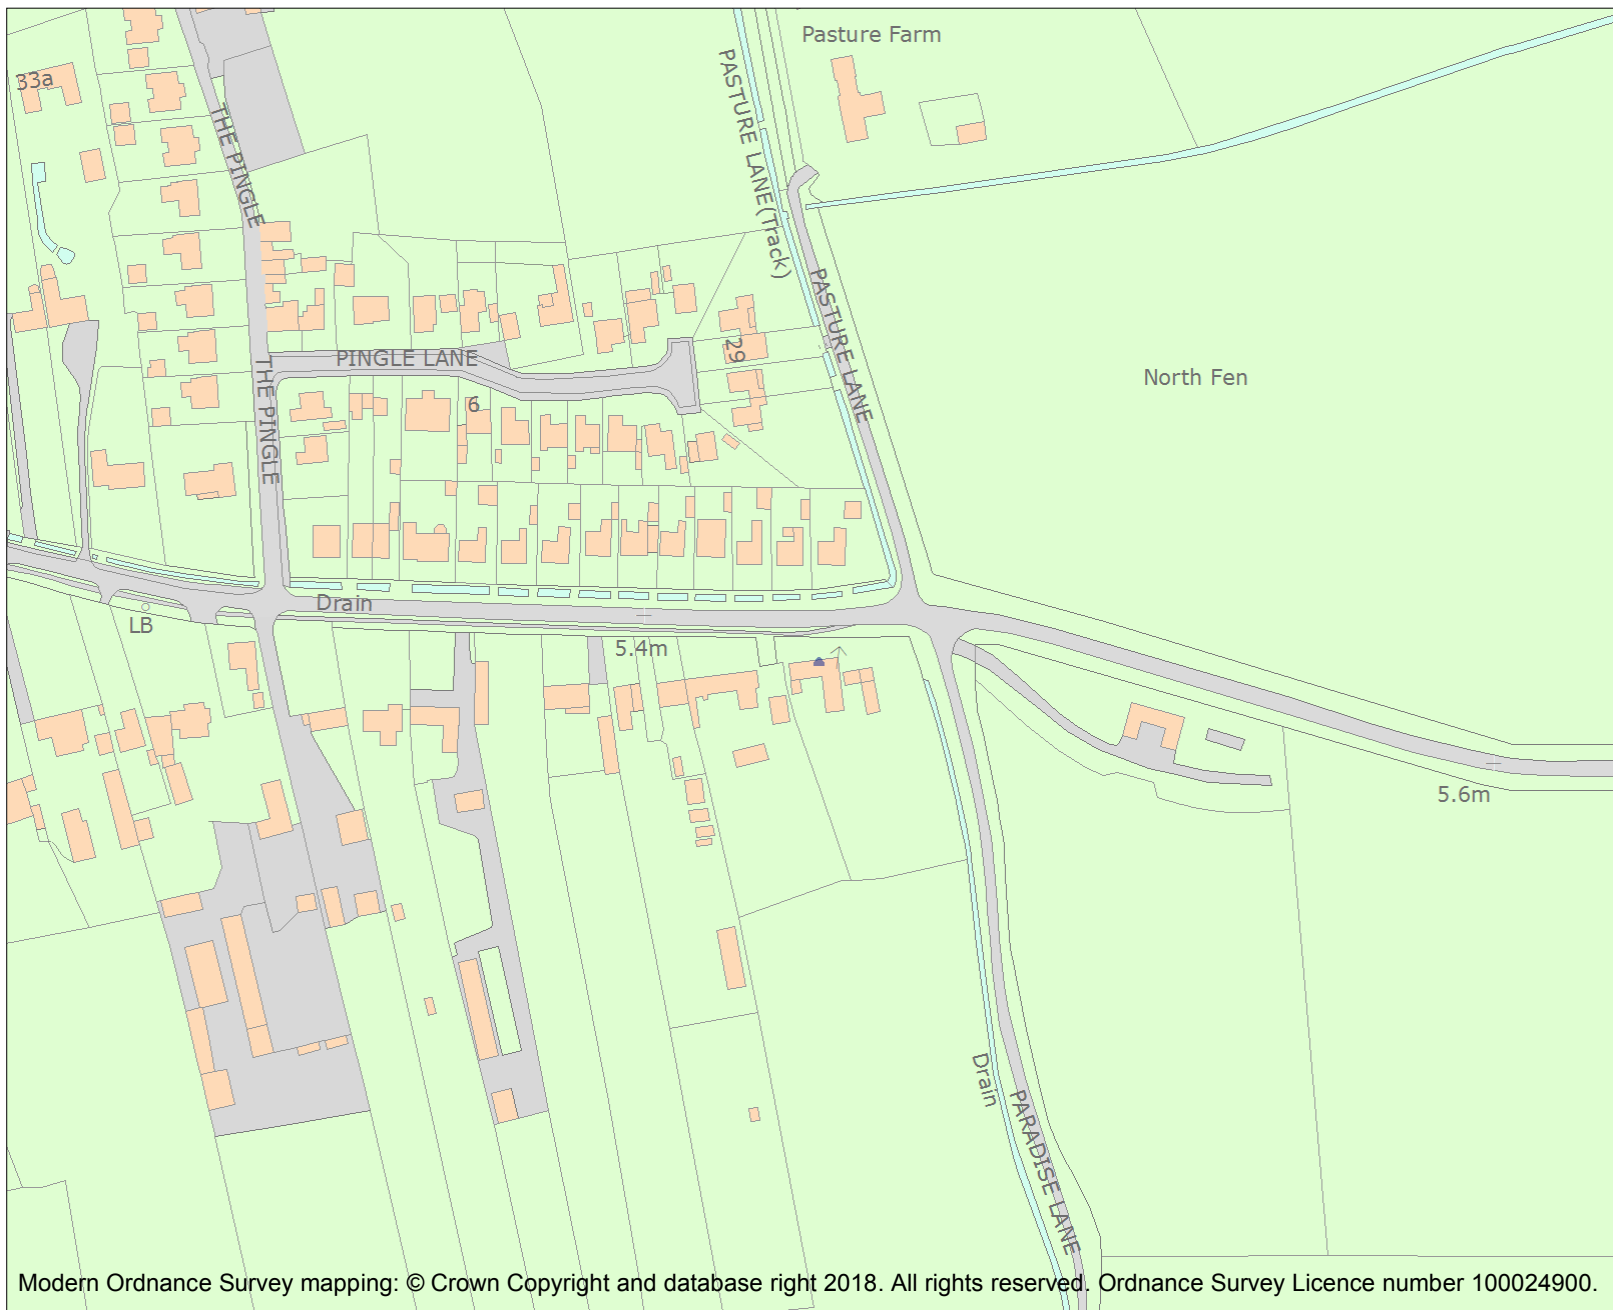 Pasture Farm
33a
PASTURE LANE(Track)
THE PINGLE
PASTURE LANE
PINGLE LANE
29
North Fen
THE PINGLE
6
Drain
LB
5.4m
5.6m
Drain
PARADISE LANE
Modern Ordnance Survey mapping: © Crown Copyright and database right 2018. All rights reserved. Ordnance Survey Licence number 100024900.